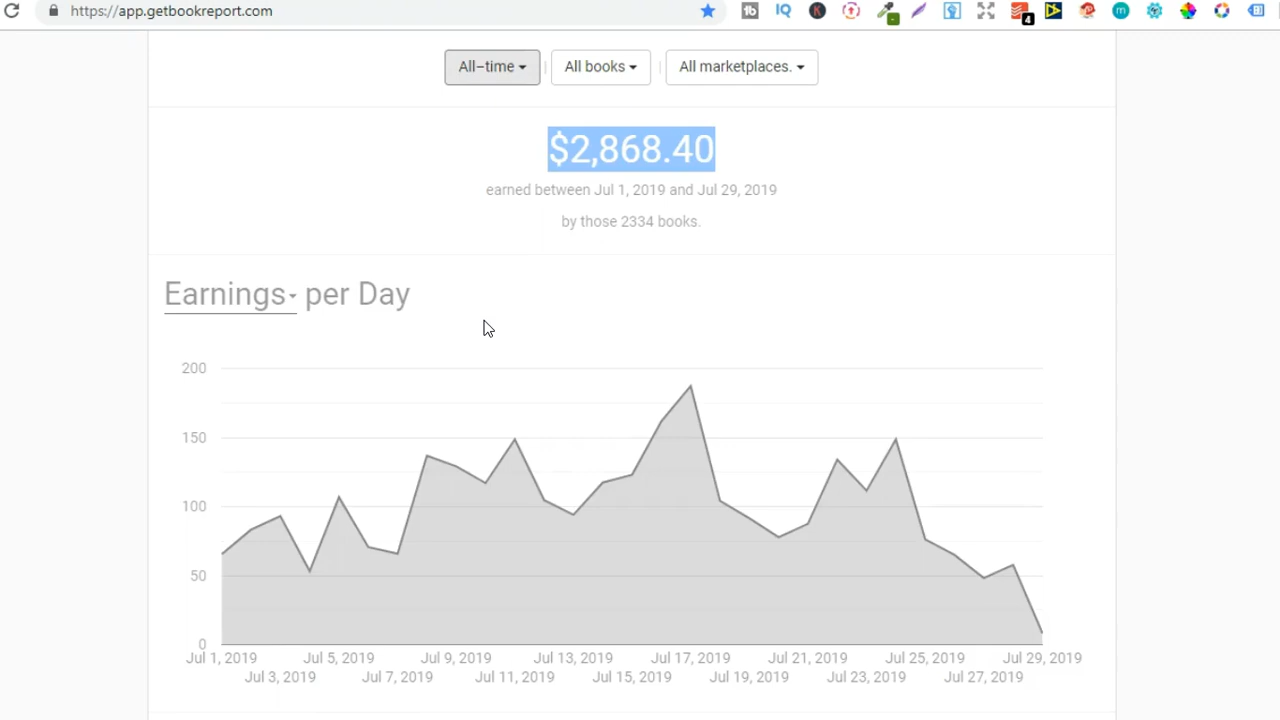 https://app.getbookreport.com
4
All-time
All books
All marketplaces.
$2,868.40
earned between Jul 1, 2019 and Jul 29, 2019
by those 2334 books.
Earnings per Day
200
150
100
50
0
Jul 1, 2019 Jul 5, 2019 Jul 9, 2019 Jul 13, 2019 Jul 17, 2019 Jul 21, 2019 Jul 25, 2019 Jul 29, 2019
Jul 3, 2019 Jul 7, 2019 Jul 11, 2019 Jul 15, 2019 Jul 19, 2019 Jul 23, 2019 Jul 27, 2019